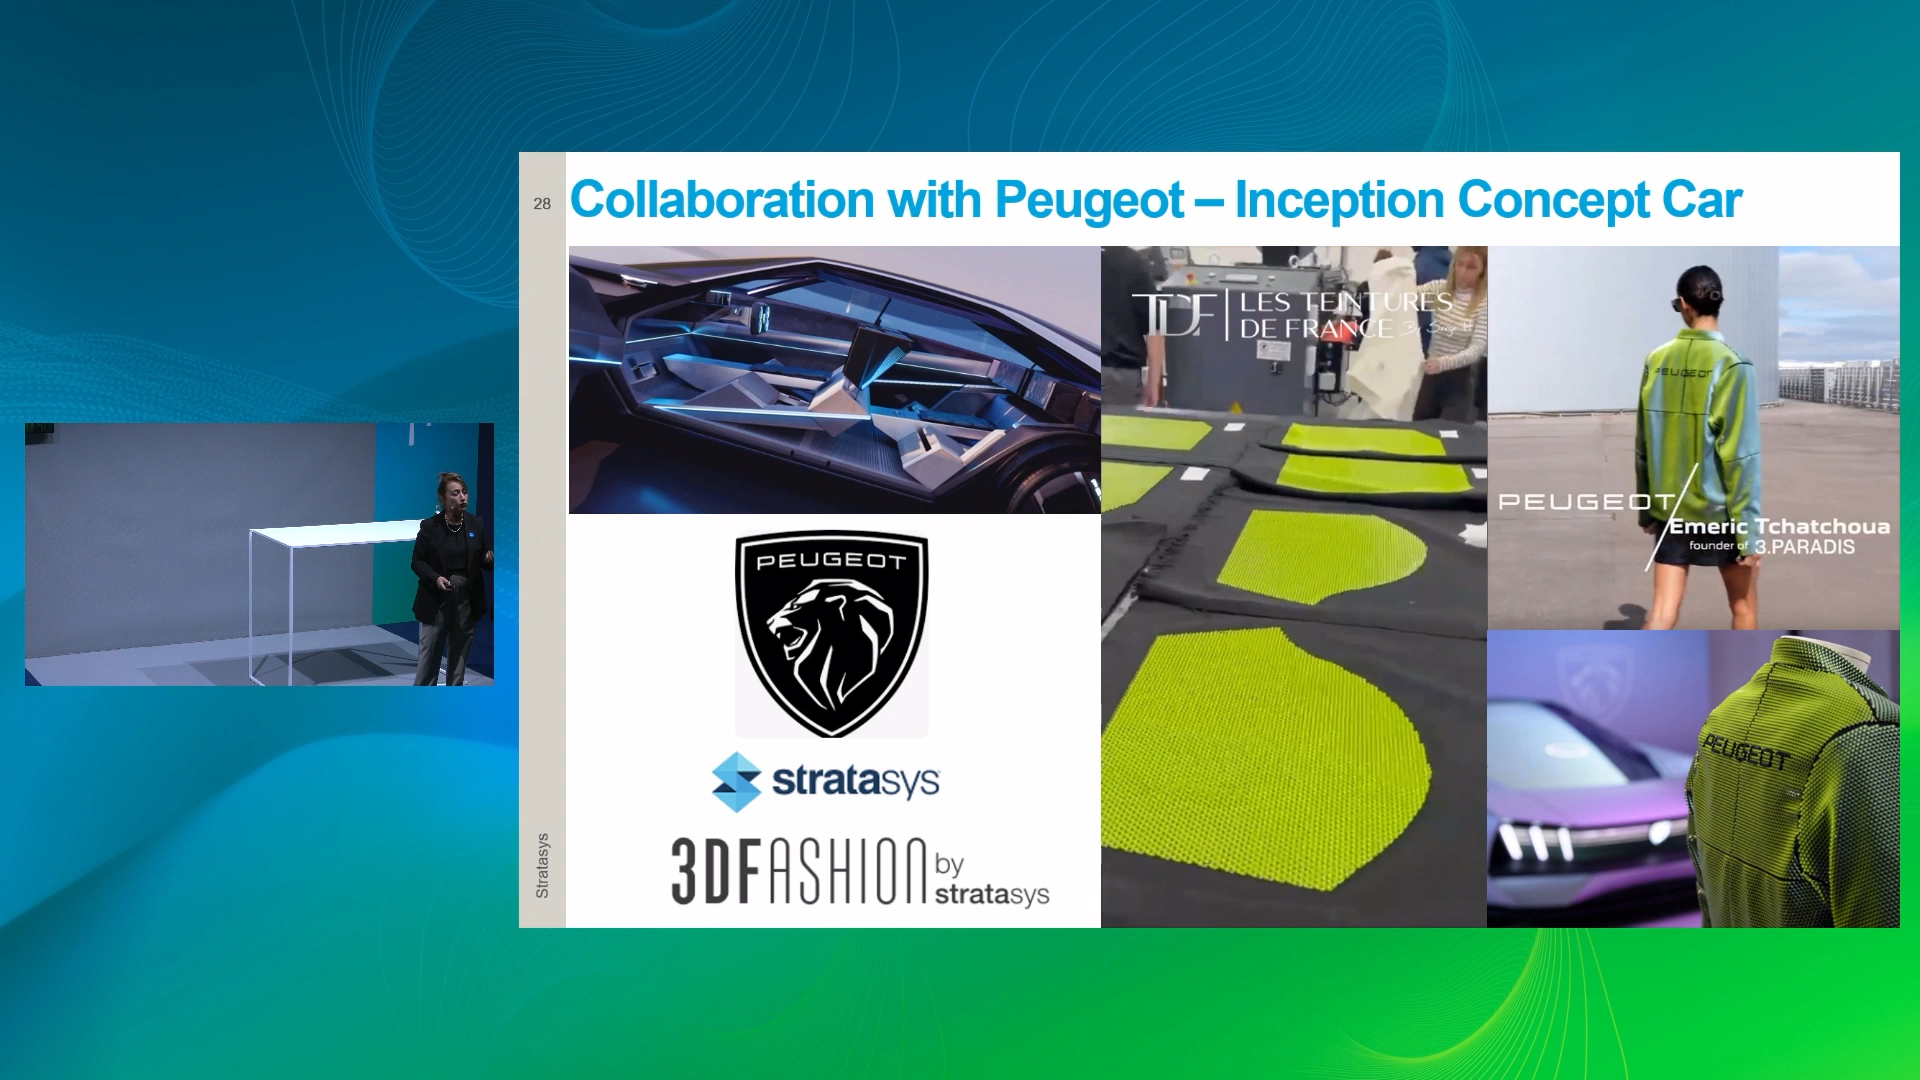 28
Collaboration with Peugeot – Inception Concept Car
TDF LES TEINTURES
DE FRANCE
PEUGEOT
PEUGEOT
Emeric Tchatchoua
founder of 3.PARADIS
PEUGEOT
stratasys
3DFASHION by
stratasys
PEUGEOT
Stratasys